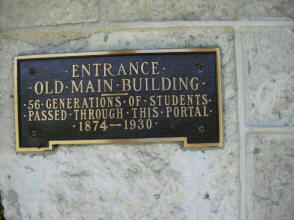 · ENTRANCE ·
· OLD · MAIN · BUILDING ·
· 56 · GENERATIONS · OF · STUDENTS ·
· PASSED · THROUGH · THIS · PORTAL ·
· 1874—1930 ·